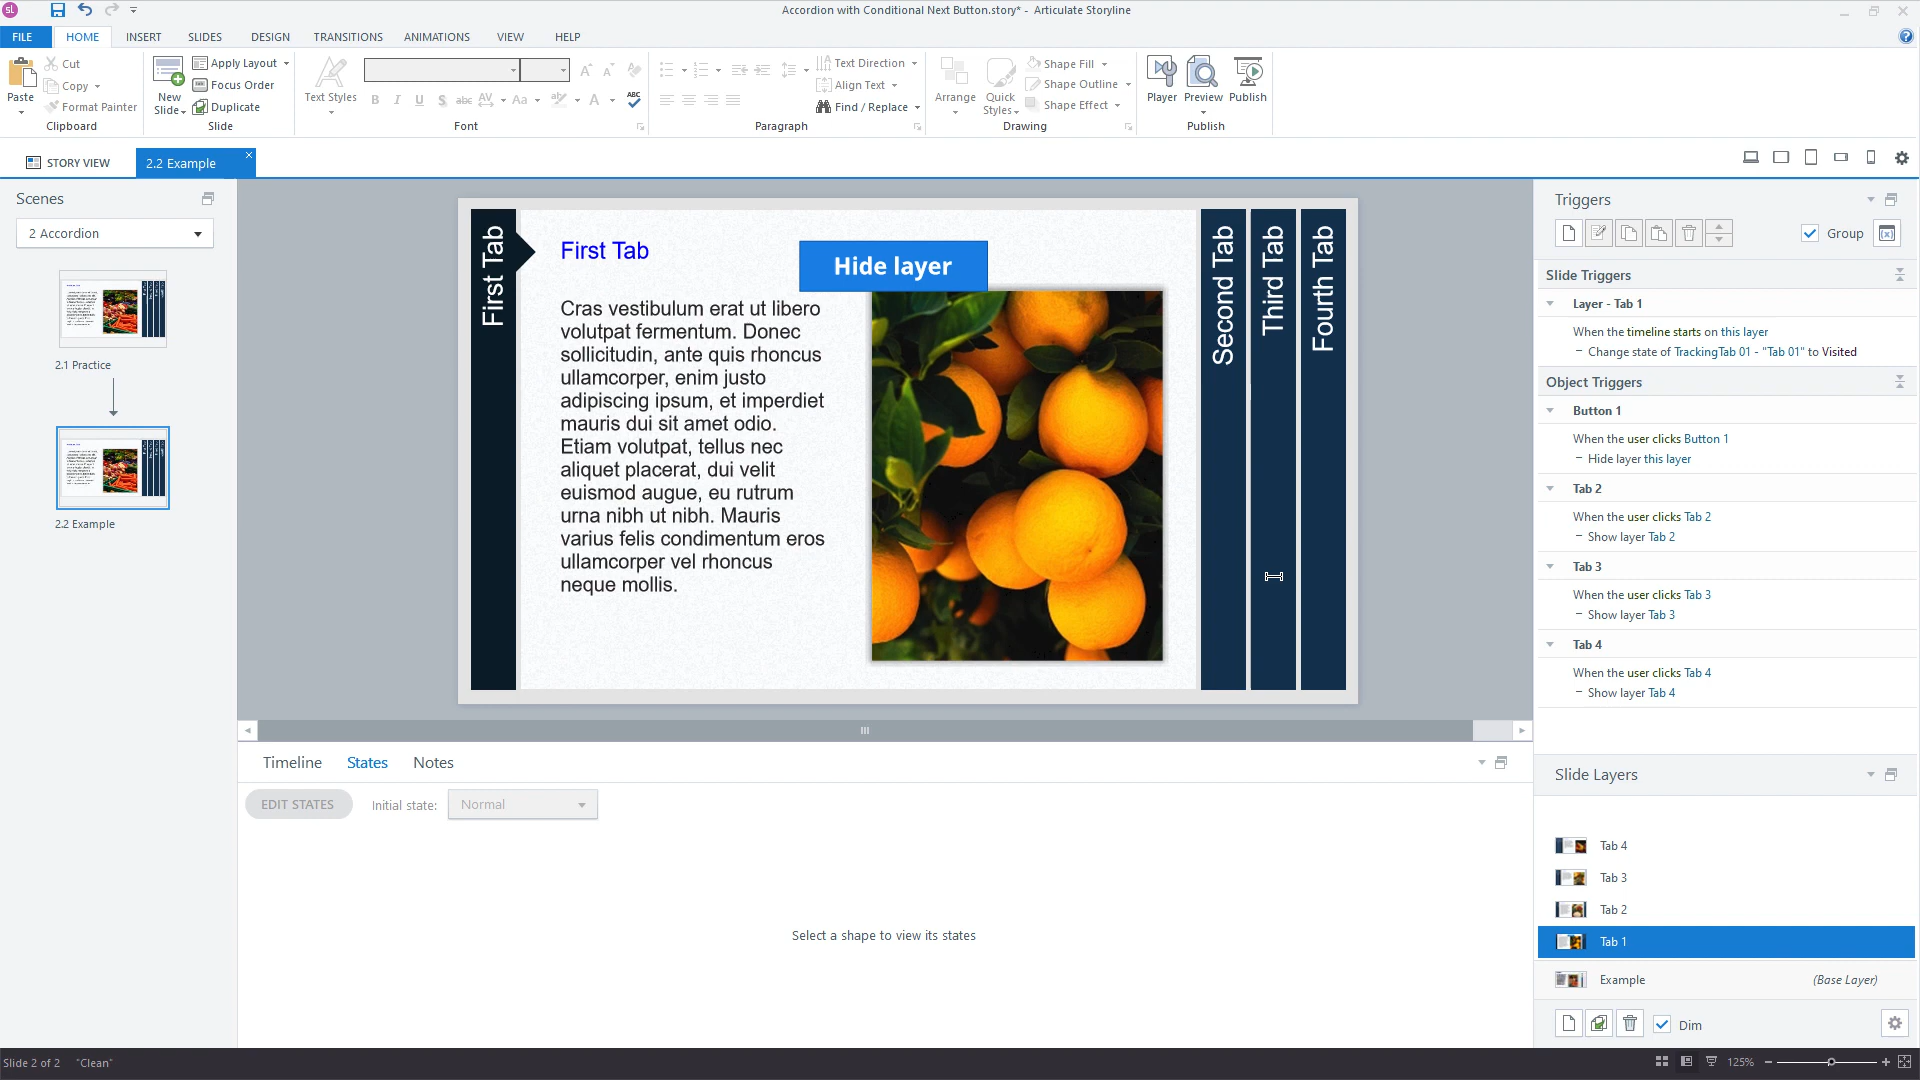 Accordion with Conditional Next Button.story* - Articulate Storyline
FILE HOME INSERT SLIDES DESIGN TRANSITIONS ANIMATIONS VIEW HELP
Paste
Cut
Copy
Format Painter
Clipboard
New Slide
Apply Layout
Focus Order
Duplicate
Slide
Text Styles
B I U S abc AV Aa A ABC
Font
Text Direction
Align Text
Find / Replace
Paragraph
Arrange
Quick Styles
Shape Fill
Shape Outline
Shape Effect
Drawing
Player
Preview
Publish
Publish
STORY VIEW
2.2 Example
Scenes
2 Accordion
2.1 Practice
2.2 Example
First Tab
First Tab
Hide layer
Cras vestibulum erat ut libero
volutpat fermentum. Donec
sollicitudin, ante quis rhoncus
ullamcorper, enim justo
adipiscing ipsum, et imperdiet
mauris dui sit amet odio.
Etiam volutpat, tellus nec
aliquet placerat, dui velit
euismod augue, eu rutrum
urna nibh ut nibh. Mauris
varius felis condimentum eros
ullamcorper vel rhoncus
neque mollis.
Second Tab
Third Tab
Fourth Tab
Timeline States Notes
EDIT STATES
Initial state:
Normal
Select a shape to view its states
Triggers
Group
Slide Triggers
Layer - Tab 1
When the timeline starts on this layer
– Change state of TrackingTab 01 - "Tab 01" to Visited
Object Triggers
Button 1
When the user clicks Button 1
– Hide layer this layer
Tab 2
When the user clicks Tab 2
– Show layer Tab 2
Tab 3
When the user clicks Tab 3
– Show layer Tab 3
Tab 4
When the user clicks Tab 4
– Show layer Tab 4
Slide Layers
Tab 4
Tab 3
Tab 2
Tab 1
Example (Base Layer)
Dim
Slide 2 of 2 "Clean"
125%